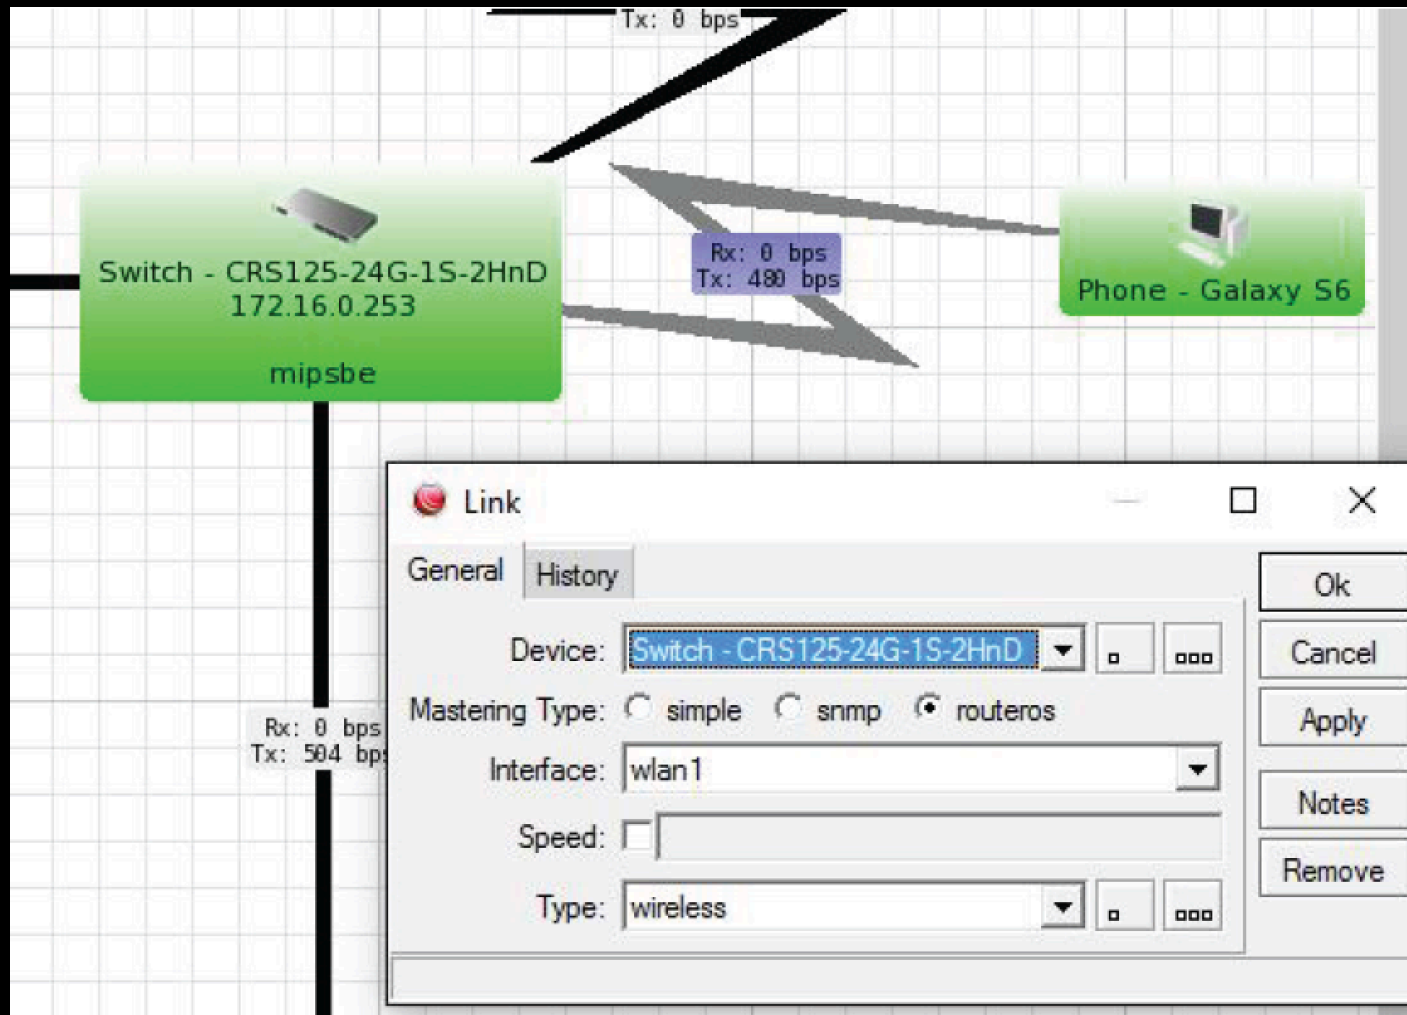 Tx: 0 bps
Switch - CRS125-24G-1S-2HnD
172.16.0.253
mipsbe
Rx: 0 bps
Tx: 480 bps
Phone - Galaxy S6
Rx: 0 bps
Tx: 504 bps
Link
General History
Device: Switch - CRS125-24G-1S-2HnD
Mastering Type: simple snmp routeros
Interface: wlan1
Speed:
Type: wireless
Ok
Cancel
Apply
Notes
Remove